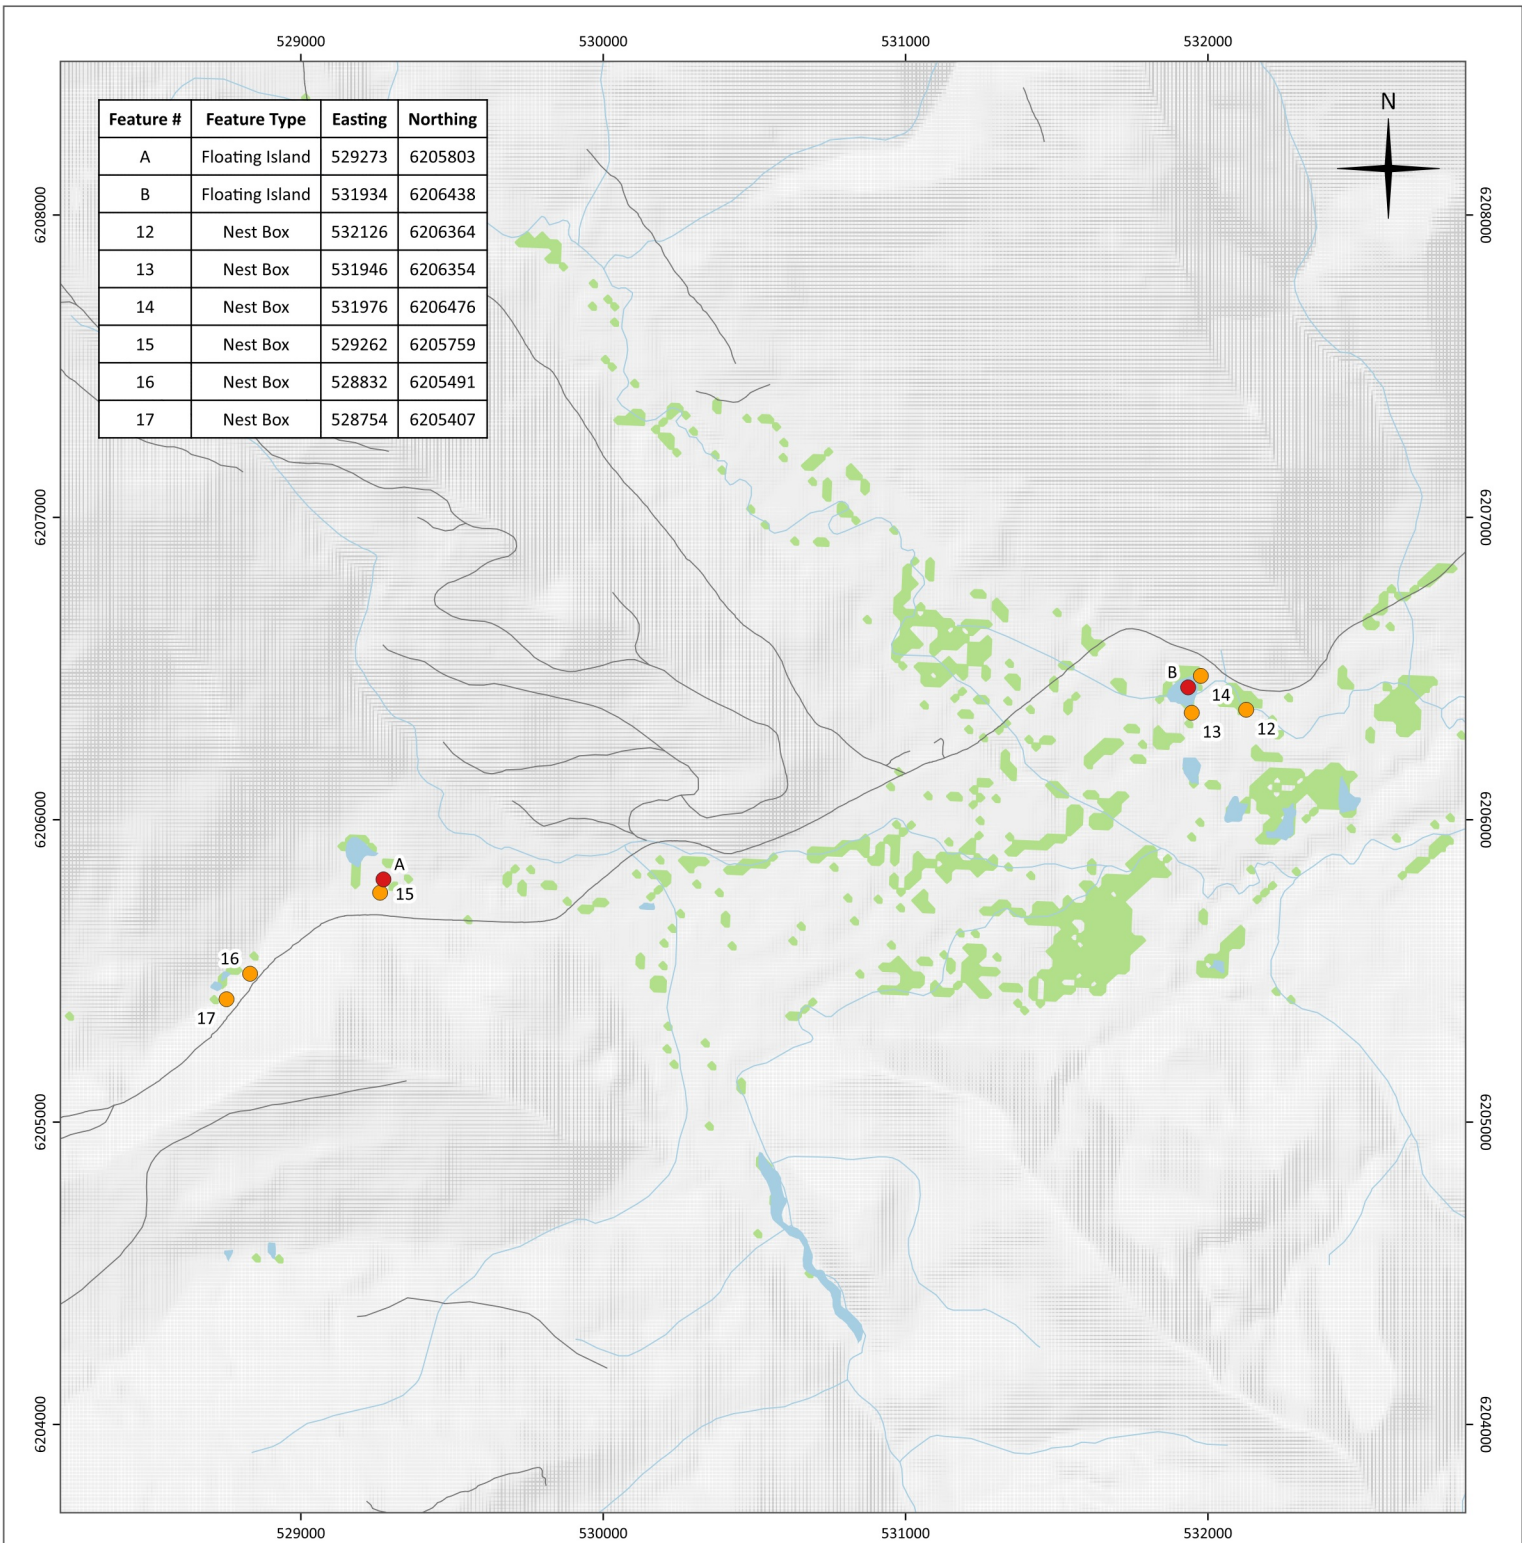 529000 530000 531000 532000
N
Feature # Feature Type Easting Northing
A Floating Island 529273 6205803
B Floating Island 531934 6206438
12 Nest Box 532126 6206364
13 Nest Box 531946 6206354
14 Nest Box 531976 6206476
15 Nest Box 529262 6205759
16 Nest Box 528832 6205491
17 Nest Box 528754 6205407
6208000 6208000
6207000 6207000
B
14
13 12
6206000 6206000
A
15
16
17
6205000 6205000
6204000 6204000
529000 530000 531000 532000